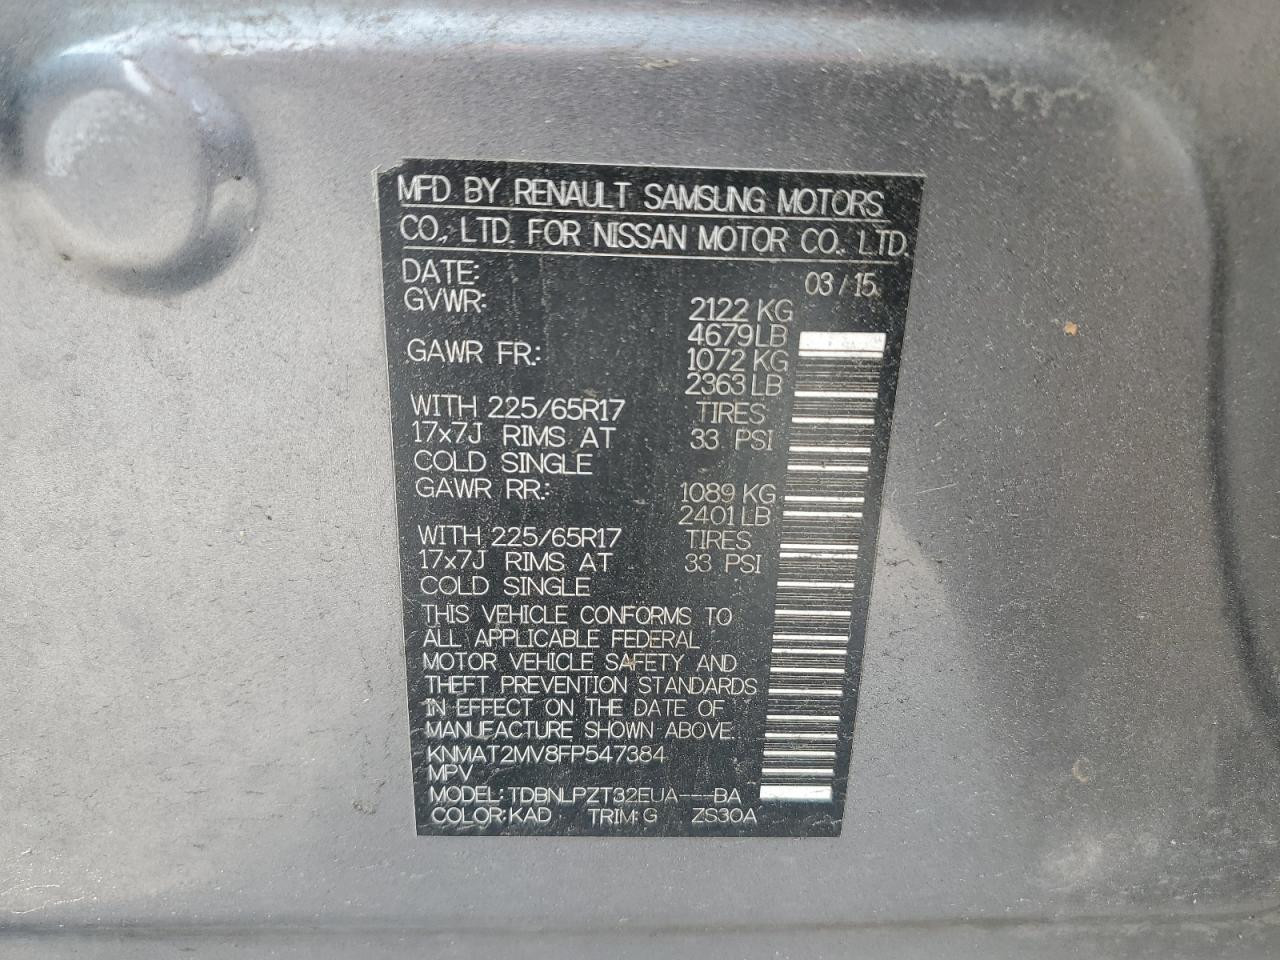 MFD BY RENAULT SAMSUNG MOTORS
CO., LTD. FOR NISSAN MOTOR CO. LTD.
DATE: 03/15
GVWR: 2122 KG
4679LB
GAWR FR.: 1072 KG
2363 LB
WITH 225/65R17 TIRES
17x7J RIMS AT 33 PSI
COLD SINGLE
GAWR RR.: 1089 KG
2401LB
WITH 225/65R17 TIRES
17x7J RIMS AT 33 PSI
COLD SINGLE
THIS VEHICLE CONFORMS TO
ALL APPLICABLE FEDERAL
MOTOR VEHICLE SAFETY AND
THEFT PREVENTION STANDARDS
IN EFFECT ON THE DATE OF
MANUFACTURE SHOWN ABOVE.
KNMAT2MV8FP547384
MPV
MODEL: TDBNLPZT32EUA---BA
COLOR: KAD TRIM: G ZS30A